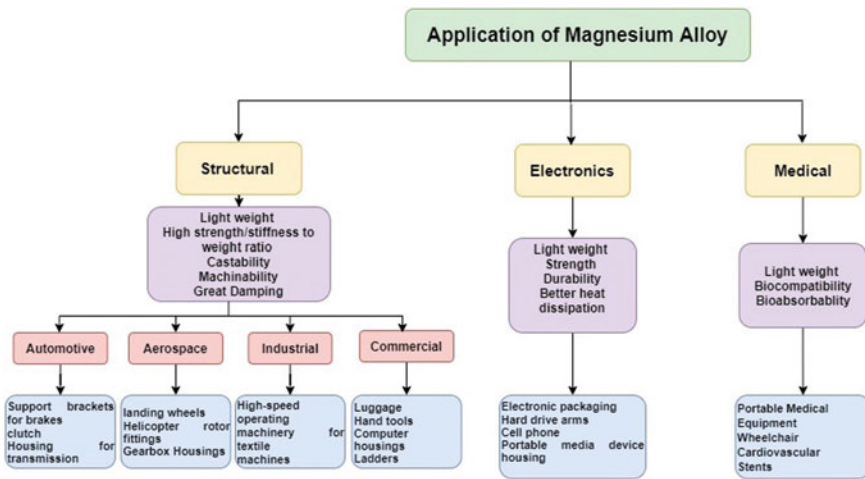 Application of Magnesium Alloy
Structural
Electronics
Medical
Light weight
High strength/stiffness to
weight ratio
Castability
Machinability
Great Damping
Light weight
Strength
Durability
Better heat
dissipation
Light weight
Biocompatibility
Bioabsorbablity
Automotive
Aerospace
Industrial
Commercial
Support brackets
for brakes
clutch
Housing for
transmission
landing wheels
Helicopter rotor
fittings
Gearbox Housings
High-speed
operating
machinery for
textile
machines
Luggage
Hand tools
Computer
housings
Ladders
Electronic packaging
Hard drive arms
Cell phone
Portable media device
housing
Portable Medical
Equipment
Wheelchair
Cardiovascular
Stents